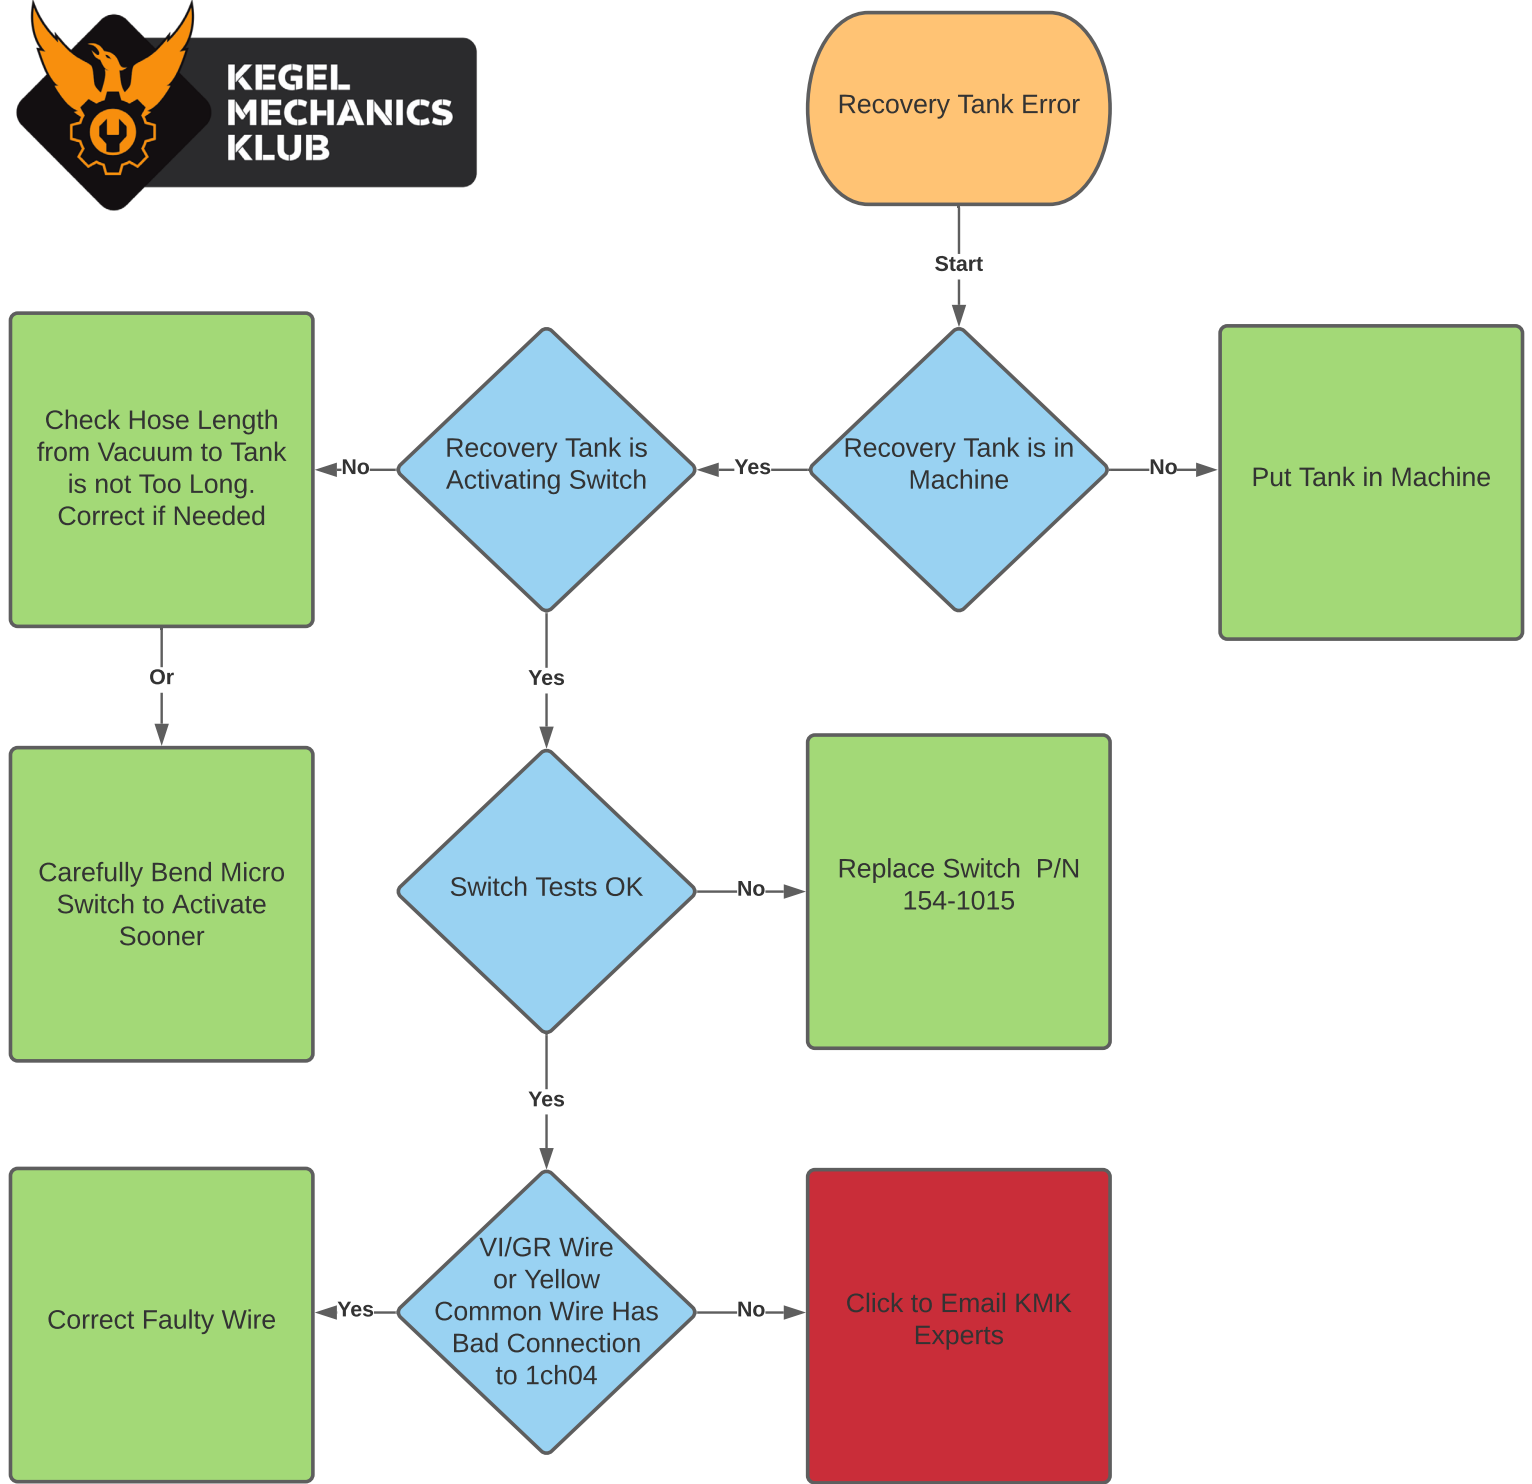 KEGEL
MECHANICS
KLUB
Recovery Tank Error
Start
Check Hose Length
from Vacuum to Tank
is not Too Long.
Correct if Needed
No
Recovery Tank is
Activating Switch
Yes
Recovery Tank is in
Machine
No
Put Tank in Machine
Or
Yes
Carefully Bend Micro
Switch to Activate
Sooner
Switch Tests OK
No
Replace Switch  P/N
154-1015
Yes
Correct Faulty Wire
Yes
VI/GR Wire
or Yellow
Common Wire Has
Bad Connection
to 1ch04
No
Click to Email KMK
Experts